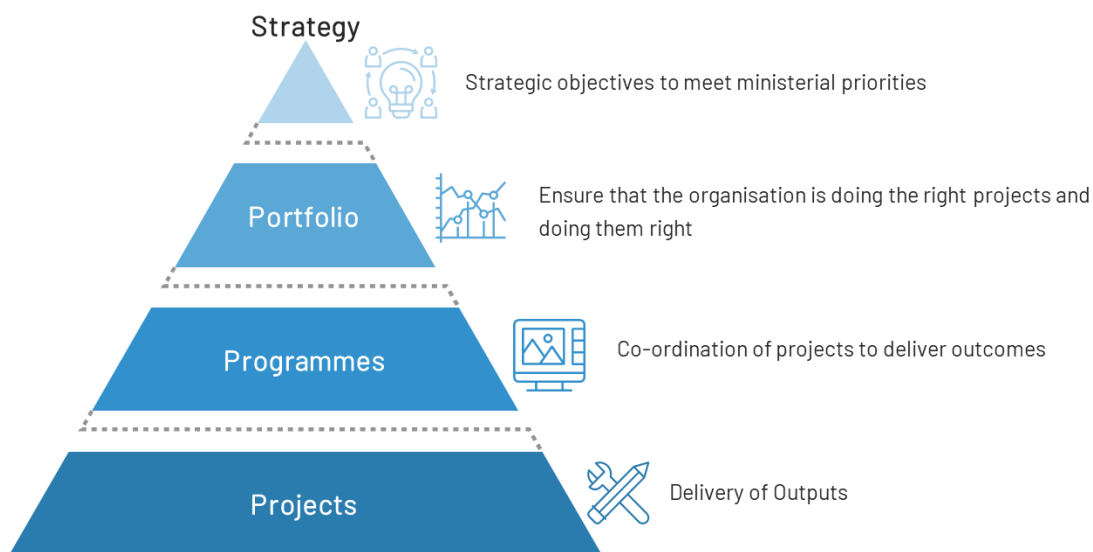 Strategy
Strategic objectives to meet ministerial priorities
Portfolio
Ensure that the organisation is doing the right projects and
doing them right
Programmes
Co-ordination of projects to deliver outcomes
Projects
Delivery of Outputs